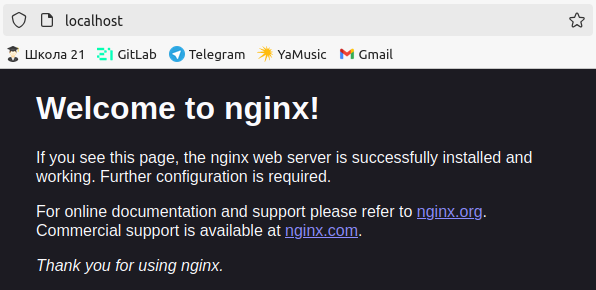 localhost
Школа 21 GitLab Telegram YaMusic Gmail
Welcome to nginx!
If you see this page, the nginx web server is successfully installed and
working. Further configuration is required.
For online documentation and support please refer to nginx.org.
Commercial support is available at nginx.com.
Thank you for using nginx.